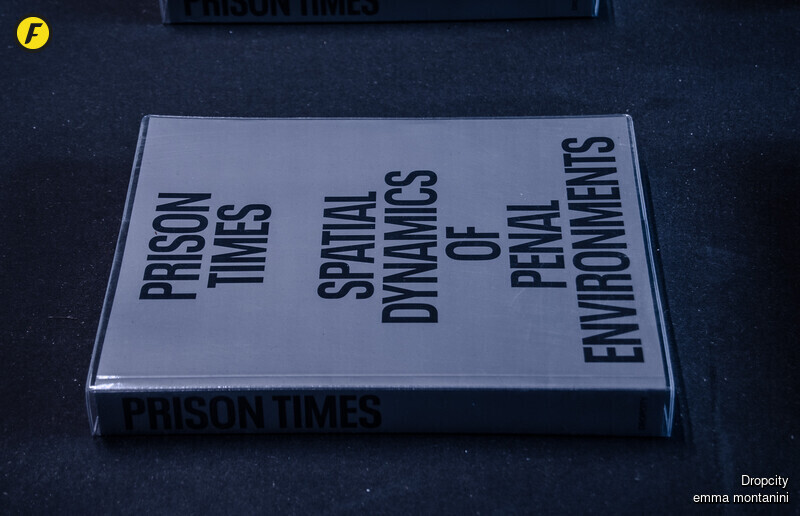 PRISON TIMES
F
PRISON
TIMES
SPATIAL
DYNAMICS
OF
PENAL
ENVIRONMENTS
PRISON TIMES
Dropcity
emma montanini